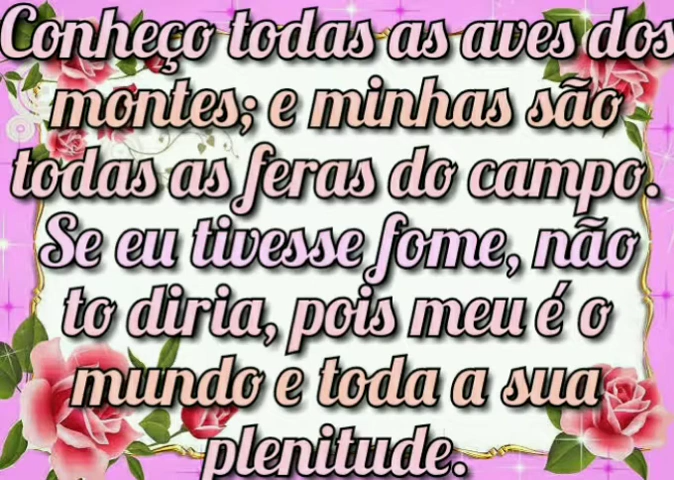 Conheço todas as aves dos
montes; e minhas são
todas as feras do campo.
Se eu tivesse fome, não
to diria, pois meu é o
mundo e toda a sua
plenitude.